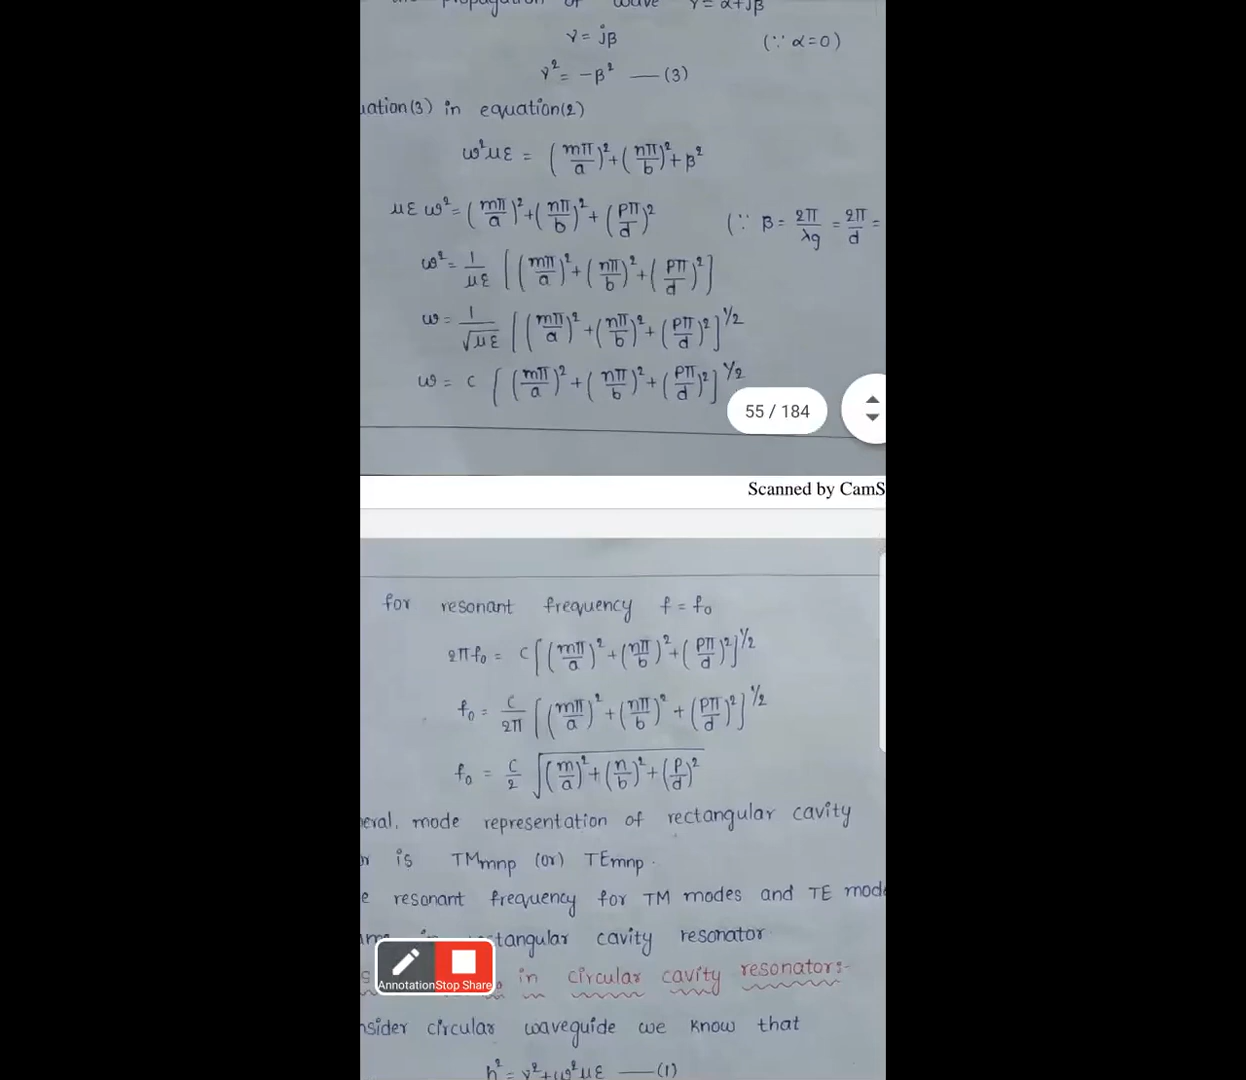 the propagation of wave γ = α+jβ
γ = jβ (∵ α=0)
γ² = -β² —(3)
uation(3) in equation(2)
ω²με = (mπ/a)²+(nπ/b)²+β²
με ω² = (mπ/a)²+(nπ/b)²+(Pπ/d)² (∵ β = 2π/λg = 2π/d =
ω² = 1/με [(mπ/a)²+(nπ/b)²+(Pπ/d)²]
ω = 1/√με [(mπ/a)²+(nπ/b)²+(Pπ/d)²]^1/2
ω = c [(mπ/a)²+(nπ/b)²+(Pπ/d)²]^1/2
55 / 184
Scanned by CamS
for resonant frequency f = f₀
2πf₀ = c[(mπ/a)²+(nπ/b)²+(Pπ/d)²]^1/2
f₀ = c/2π [(mπ/a)²+(nπ/b)²+(Pπ/d)²]^1/2
f₀ = c/2 √(m/a)²+(n/b)²+(P/d)²
eral, mode representation of rectangular cavity
r is TMmnp (or) TEmnp.
e resonant frequency for TM modes and TE mode
tangular cavity resonator
in circular cavity resonator:-
nsider circular waveguide we know that
h² = γ²+ω²με —(1)
Annotation
Stop Share